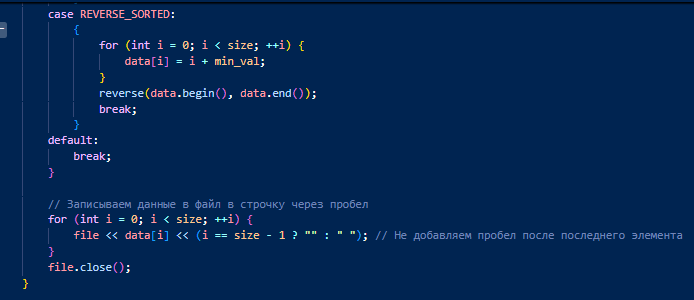 case REVERSE_SORTED:
{
for (int i = 0; i < size; ++i) {
data[i] = i + min_val;
}
reverse(data.begin(), data.end());
break;
}
default:
break;
}
// Записываем данные в файл в строчку через пробел
for (int i = 0; i < size; ++i) {
file << data[i] << (i == size - 1 ? "" : " "); // Не добавляем пробел после последнего элемента
}
file.close();
}